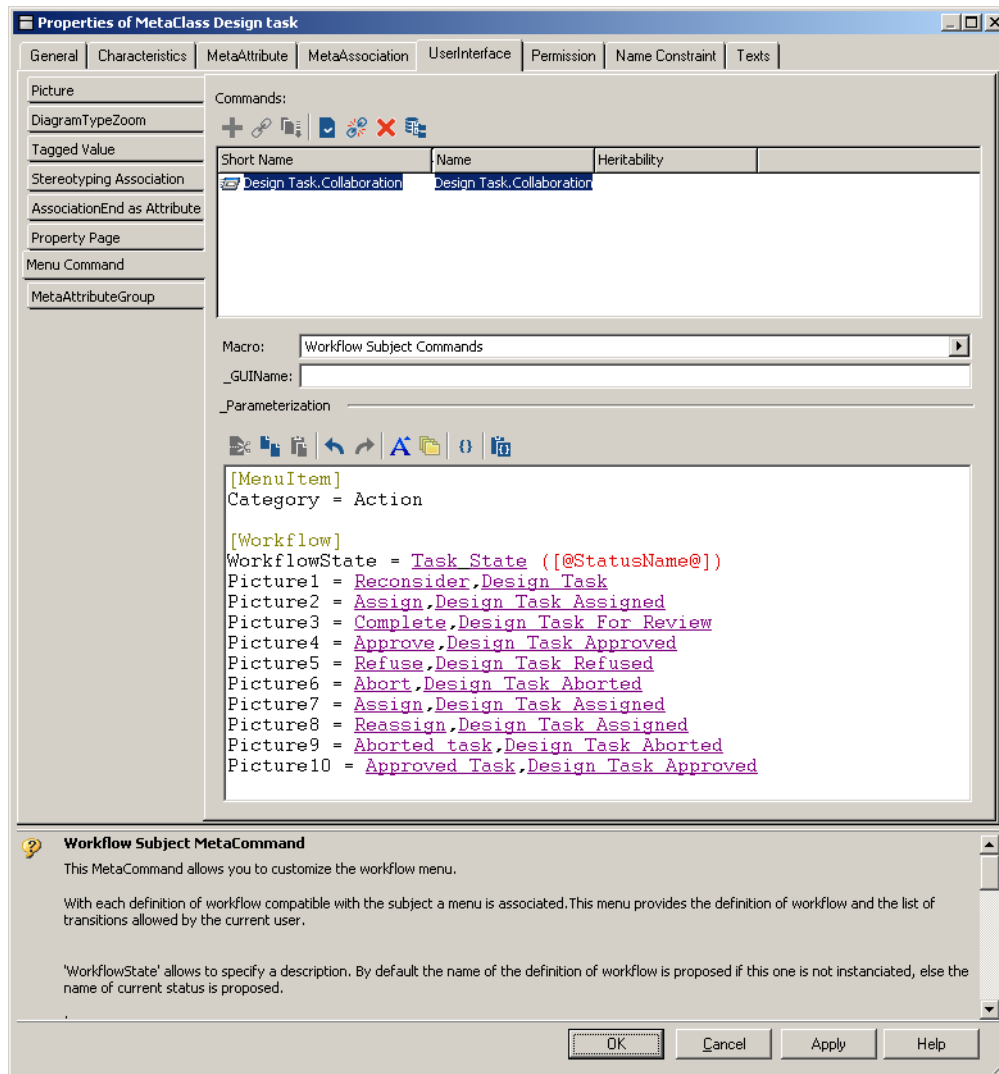 Properties of MetaClass Design task
General Characteristics MetaAttribute MetaAssociation UserInterface Permission Name Constraint Texts
Picture
DiagramTypeZoom
Tagged Value
Stereotyping Association
AssociationEnd as Attribute
Property Page
Menu Command
MetaAttributeGroup
Commands:
Short Name Name Heritability
Design Task.Collaboration Design Task.Collaboration
Macro: Workflow Subject Commands
_GUIName:
_Parameterization
[MenuItem]
Category = Action
[Workflow]
WorkflowState = Task_State ([@StatusName@])
Picture1 = Reconsider,Design Task
Picture2 = Assign,Design Task Assigned
Picture3 = Complete,Design Task For Review
Picture4 = Approve,Design Task Approved
Picture5 = Refuse,Design Task Refused
Picture6 = Abort,Design Task Aborted
Picture7 = Assign,Design Task Assigned
Picture8 = Reassign,Design Task Assigned
Picture9 = Aborted task,Design Task Aborted
Picture10 = Approved Task,Design Task Approved
Workflow Subject MetaCommand
This MetaCommand allows you to customize the workflow menu.
With each definition of workflow compatible with the subject a menu is associated.This menu provides the definition of workflow and the list of
transitions allowed by the current user.
'WorkflowState' allows to specify a description. By default the name of the definition of workflow is proposed if this one is not instanciated, else the
name of current status is proposed.
OK Cancel Apply Help